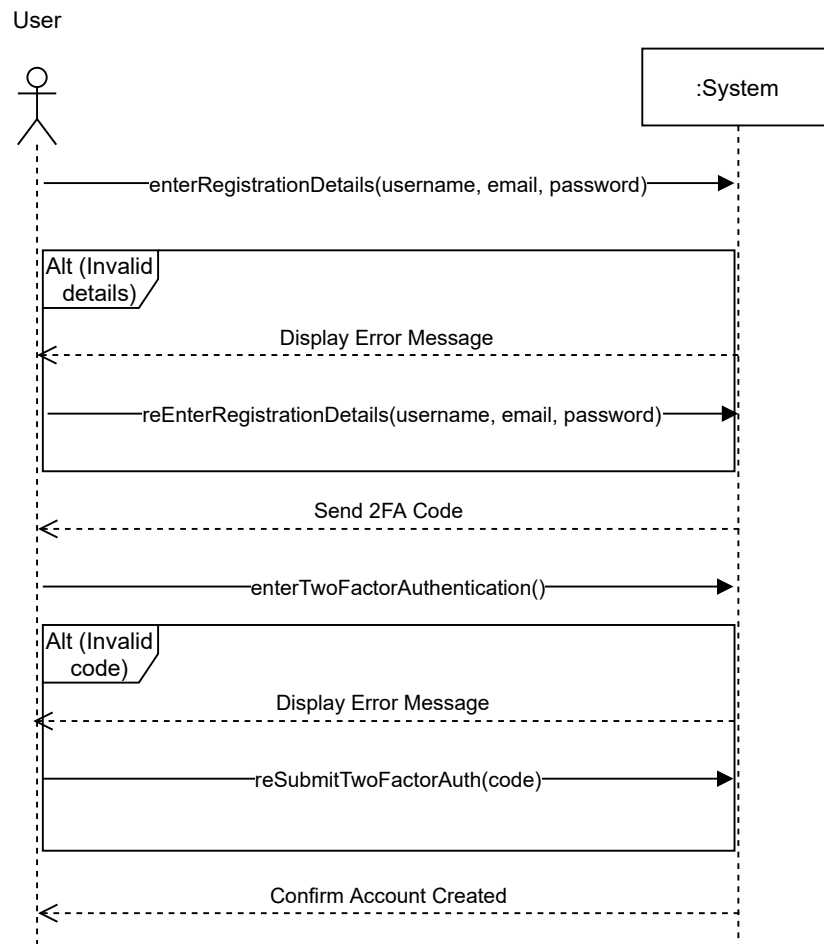 User
:System
enterRegistrationDetails(username, email, password)
Alt (Invalid
details)
Display Error Message
reEnterRegistrationDetails(username, email, password)
Send 2FA Code
enterTwoFactorAuthentication()
Alt (Invalid
code)
Display Error Message
reSubmitTwoFactorAuth(code)
Confirm Account Created